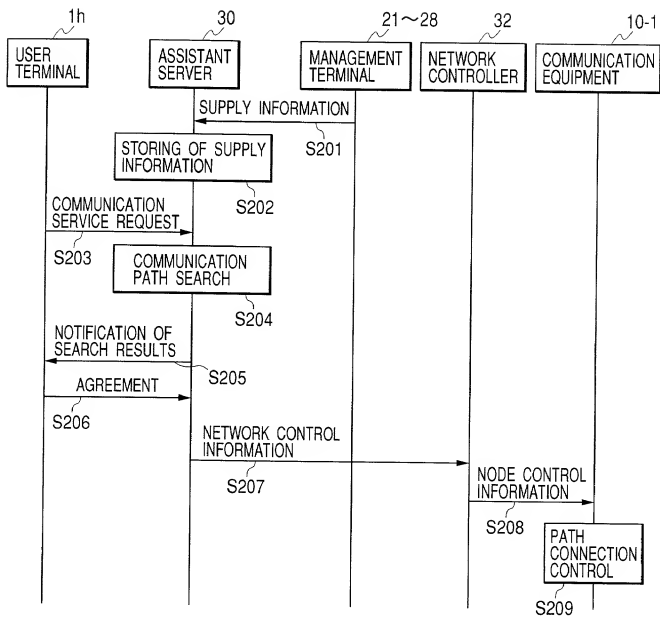 1h
30
21~28
32
10-1
USER
TERMINAL
ASSISTANT
SERVER
MANAGEMENT
TERMINAL
NETWORK
CONTROLLER
COMMUNICATION
EQUIPMENT
SUPPLY INFORMATION
S201
STORING OF SUPPLY
INFORMATION
S202
COMMUNICATION
SERVICE REQUEST
S203
COMMUNICATION
PATH SEARCH
S204
NOTIFICATION OF
SEARCH RESULTS
S205
AGREEMENT
S206
NETWORK CONTROL
INFORMATION
S207
NODE CONTROL
INFORMATION
S208
PATH
CONNECTION
CONTROL
S209